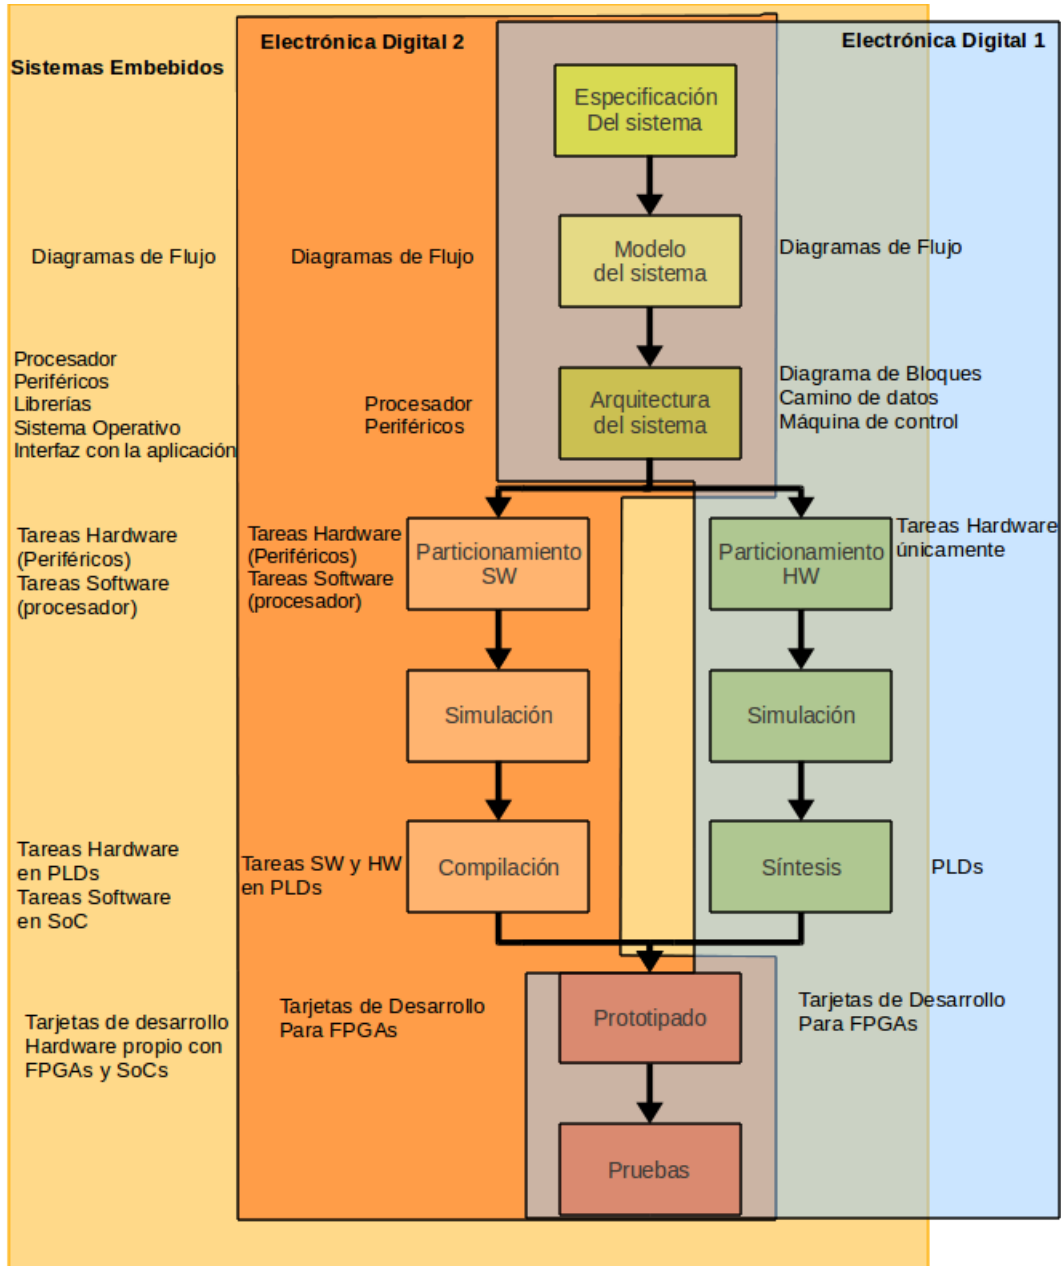 Sistemas Embebidos
Electrónica Digital 2
Electrónica Digital 1
Especificación
Del sistema
Diagramas de Flujo
Diagramas de Flujo
Modelo
del sistema
Diagramas de Flujo
Procesador
Periféricos
Librerías
Sistema Operativo
Interfaz con la aplicación
Procesador
Periféricos
Arquitectura
del sistema
Diagrama de Bloques
Camino de datos
Máquina de control
Tareas Hardware
(Periféricos)
Tareas Software
(procesador)
Tareas Hardware
(Periféricos)
Tareas Software
(procesador)
Particionamiento
SW
Particionamiento
HW
Tareas Hardware
únicamente
Simulación
Simulación
Tareas Hardware
en PLDs
Tareas Software
en SoC
Tareas SW y HW
en PLDs
Compilación
Síntesis
PLDs
Tarjetas de desarrollo
Hardware propio con
FPGAs y SoCs
Tarjetas de Desarrollo
Para FPGAs
Prototipado
Tarjetas de Desarrollo
Para FPGAs
Pruebas